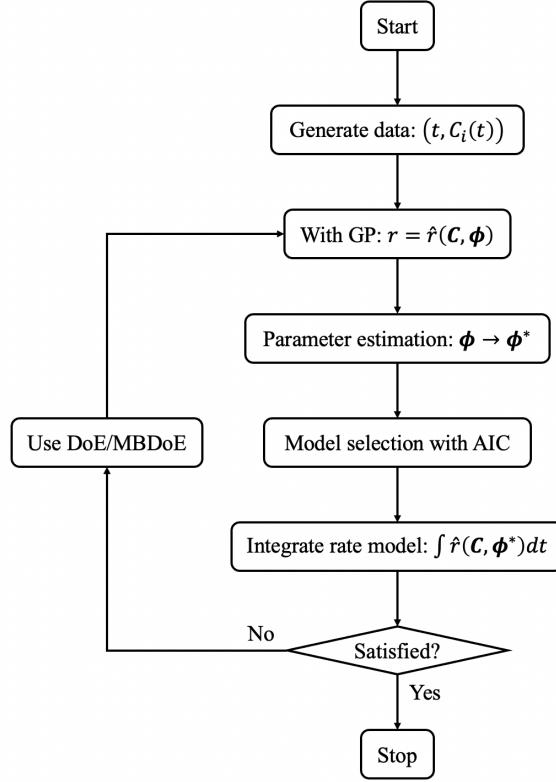 Start
Generate data: (t, Cᵢ(t))
With GP: r = r̂(C, ϕ)
Parameter estimation: ϕ → ϕ*
Use DoE/MBDoE
Model selection with AIC
Integrate rate model: ∫ r̂(C, ϕ*)dt
No
Satisfied?
Yes
Stop